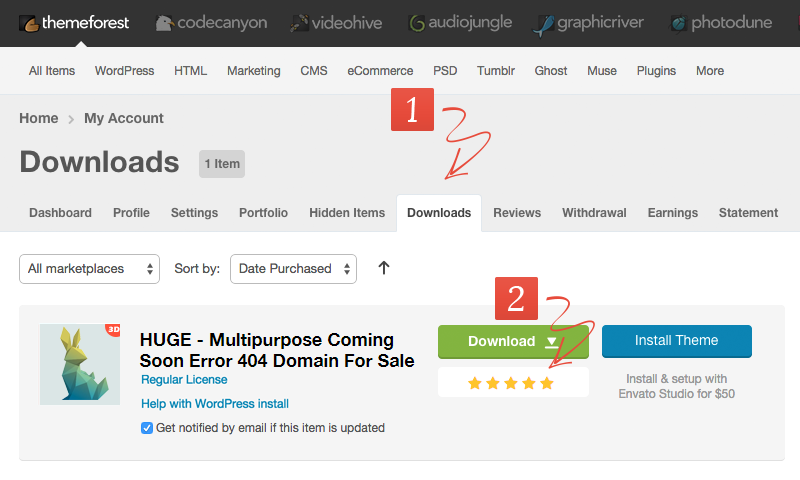 themeforest codecanyon videohive audiojungle graphicriver photodune
All Items WordPress HTML Marketing CMS eCommerce PSD Tumblr Ghost Muse Plugins More
1
Home > My Account
Downloads 1 Item
Dashboard Profile Settings Portfolio Hidden Items Downloads Reviews Withdrawal Earnings Statement
All marketplaces Sort by: Date Purchased
2
3D
HUGE - Multipurpose Coming
Soon Error 404 Domain For Sale
Regular License
Help with WordPress install
Get notified by email if this item is updated
Download
Install Theme
Install & setup with
Envato Studio for $50